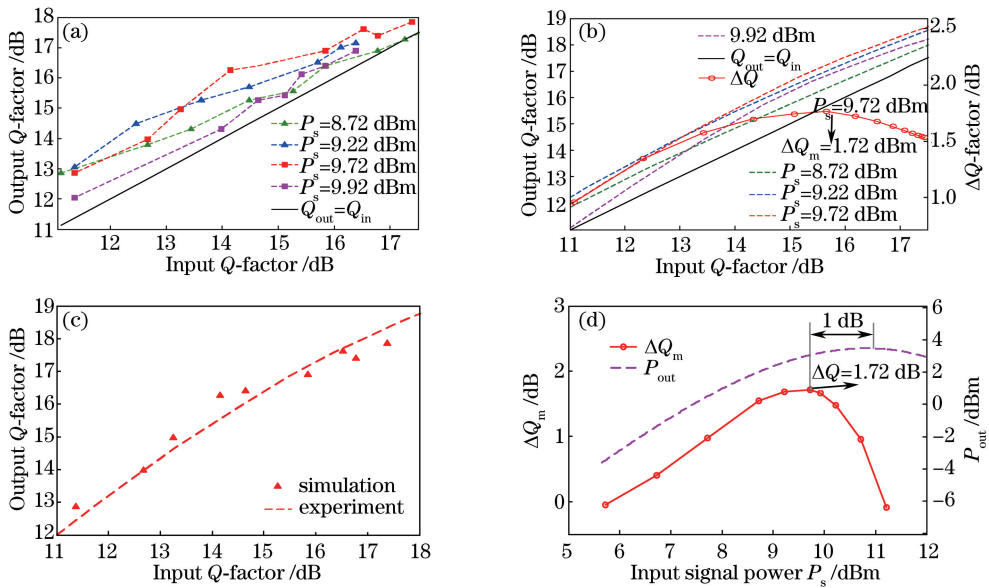 (a)
Output Q-factor /dB
18
17
16
15
14
13
12
11
12 13 14 15 16 17
Input Q-factor /dB
Ps=8.72 dBm
Ps=9.22 dBm
Ps=9.72 dBm
Ps=9.92 dBm
Qout=Qin
(b)
Output Q-factor /dB
19
18
17
16
15
14
13
12
11 12 13 14 15 16 17
Input Q-factor /dB
2.5
2.0
1.5
1.0
ΔQ-factor /dB
9.92 dBm
Qout=Qin
ΔQ
Ps=9.72 dBm
ΔQm=1.72 dBm
Ps=8.72 dBm
Ps=9.22 dBm
Ps=9.72 dBm
(c)
Output Q-factor /dB
19
18
17
16
15
14
13
12
11 12 13 14 15 16 17 18
Input Q-factor /dB
simulation
experiment
(d)
ΔQm /dB
3
2
1
0
5 6 7 8 9 10 11 12
Input signal power Ps /dBm
6
4
2
0
−2
−4
−6
Pout /dBm
ΔQm
Pout
1 dB
ΔQ=1.72 dB